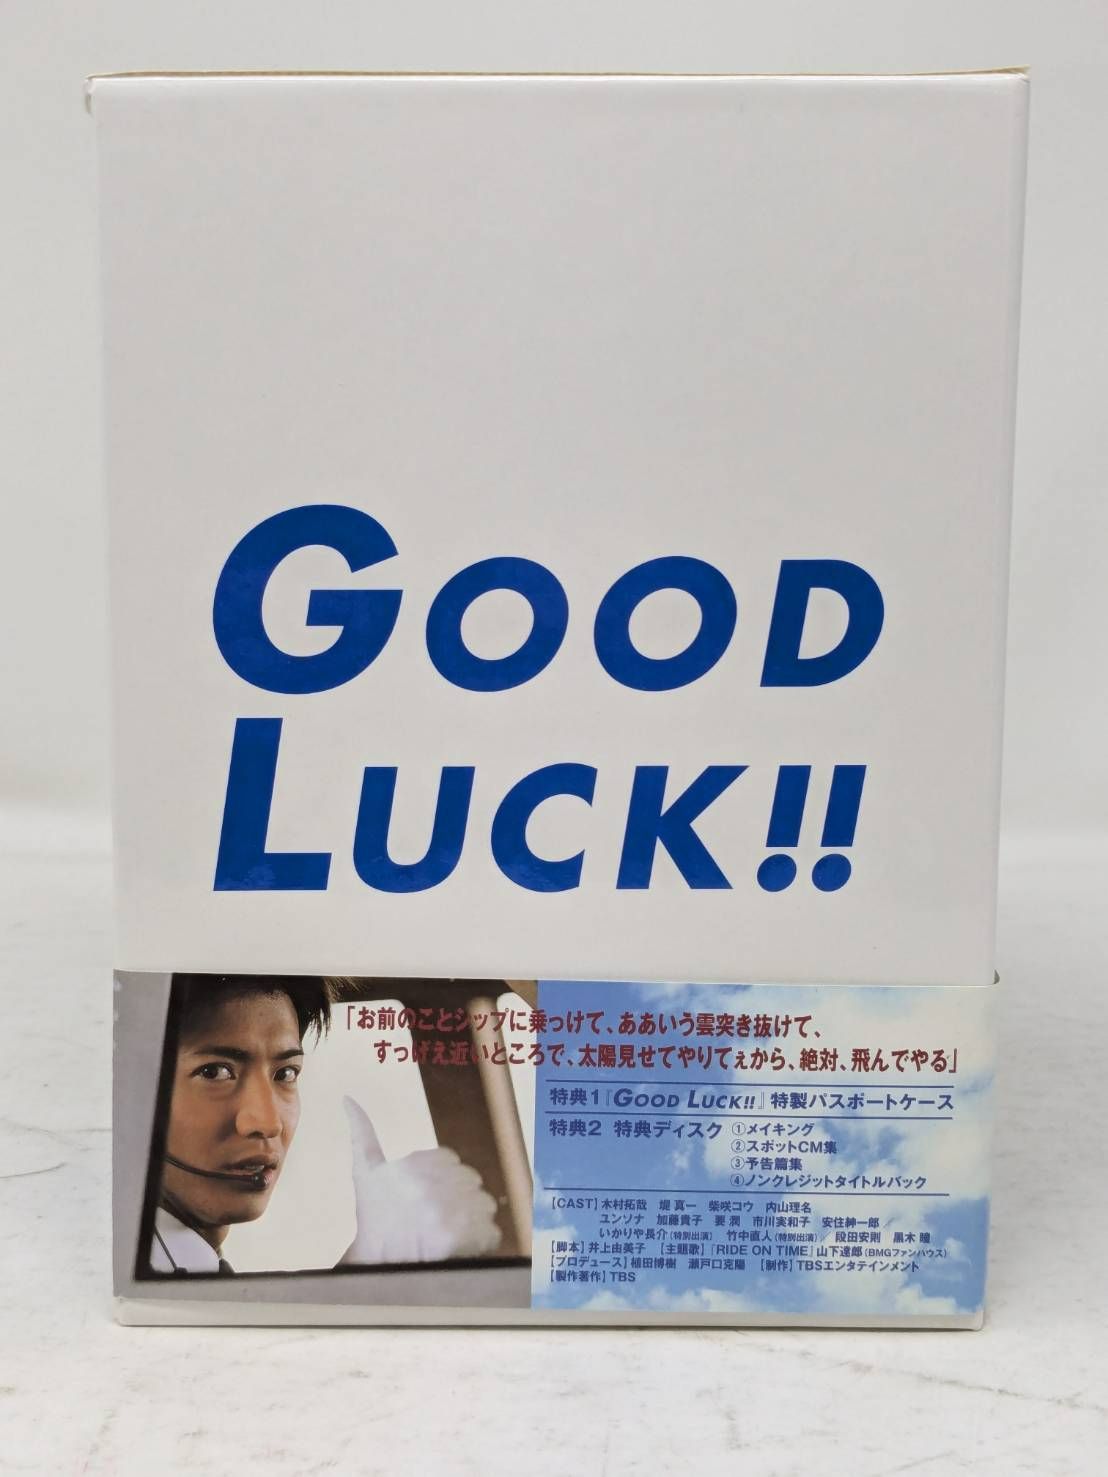 GOOD
LUCK!!
「お前のことシップに乗っけて、ああいう雲突き抜けて、
すっげえ近いところで、太陽見せてやりてぇから、絶対、飛んでやる」
特典1『GOOD LUCK!!』特製パスポートケース
特典2 特典ディスク ①メイキング
②スポットCM集
③予告篇集
④ノンクレジットタイトルバック
【CAST】木村拓哉 堤 真一 柴咲コウ 内山理名
ユンソナ 加藤貴子 要 潤 市川実和子 安住紳一郎／
いかりや長介(特別出演) 竹中直人(特別出演)／段田安則 黒木 瞳
【脚本】井上由美子 【主題歌】『RIDE ON TIME』山下達郎(BMGファンハウス)
【プロデュース】植田博樹 瀬戸口克陽 【制作】TBSエンタテインメント
【製作著作】TBS